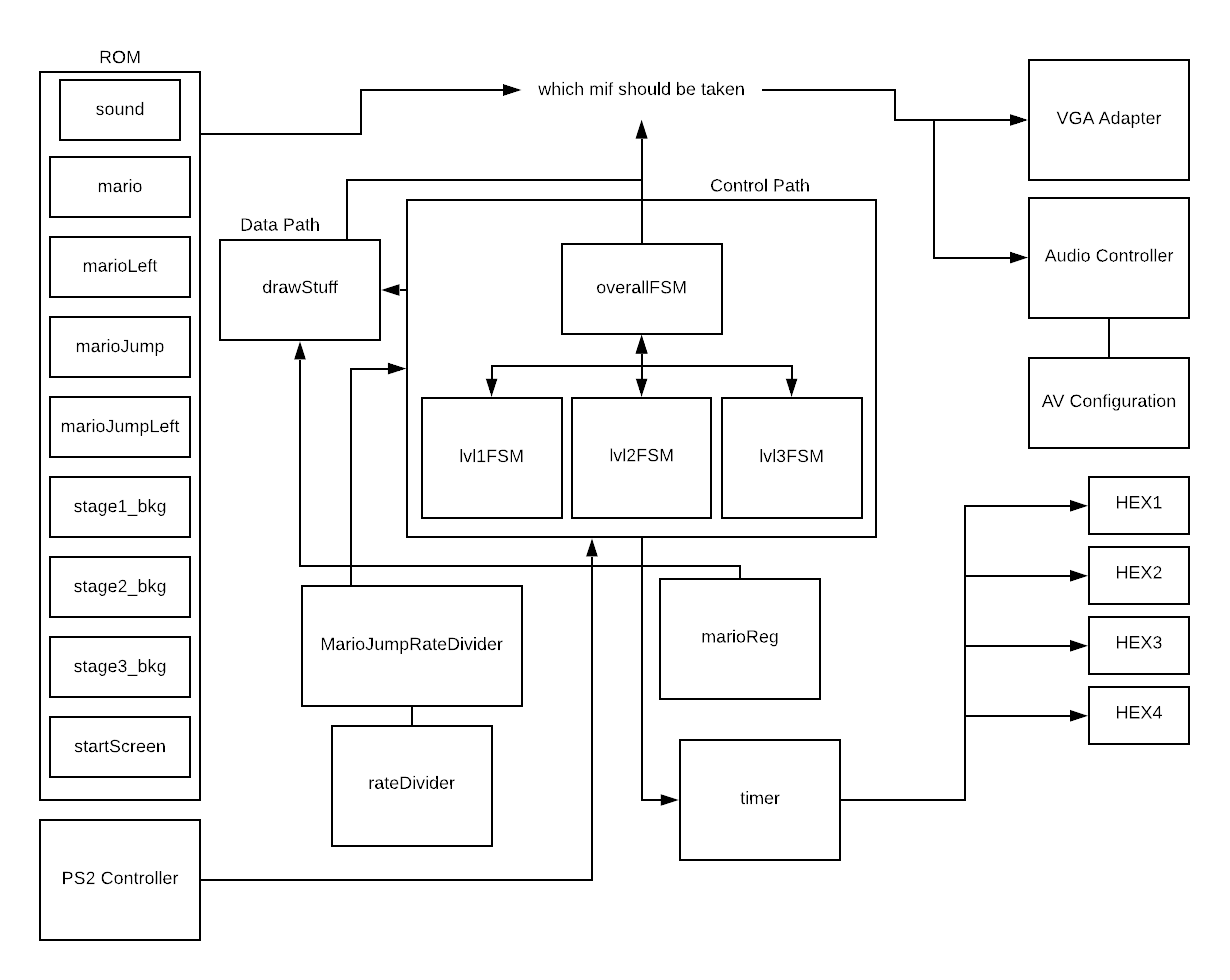 ROM
sound
mario
marioLeft
marioJump
marioJumpLeft
stage1_bkg
stage2_bkg
stage3_bkg
startScreen
PS2 Controller
which mif should be taken
Data Path
drawStuff
Control Path
overallFSM
lvl1FSM
lvl2FSM
lvl3FSM
MarioJumpRateDivider
rateDivider
marioReg
timer
VGA Adapter
Audio Controller
AV Configuration
HEX1
HEX2
HEX3
HEX4